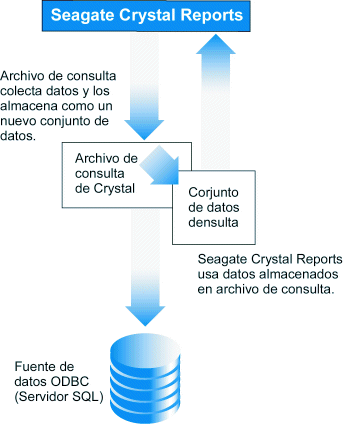 Seagate Crystal Reports
Archivo de consulta
colecta datos y los
almacena como un
nuevo conjunto de
datos.
Archivo de
consulta
de Crystal
Corjunto
de datos
densulta
Seagate Crystal Reports
usa datos almacenados
en archivo de consulta.
Fuente de
datos ODBC
(Servidor SQL)